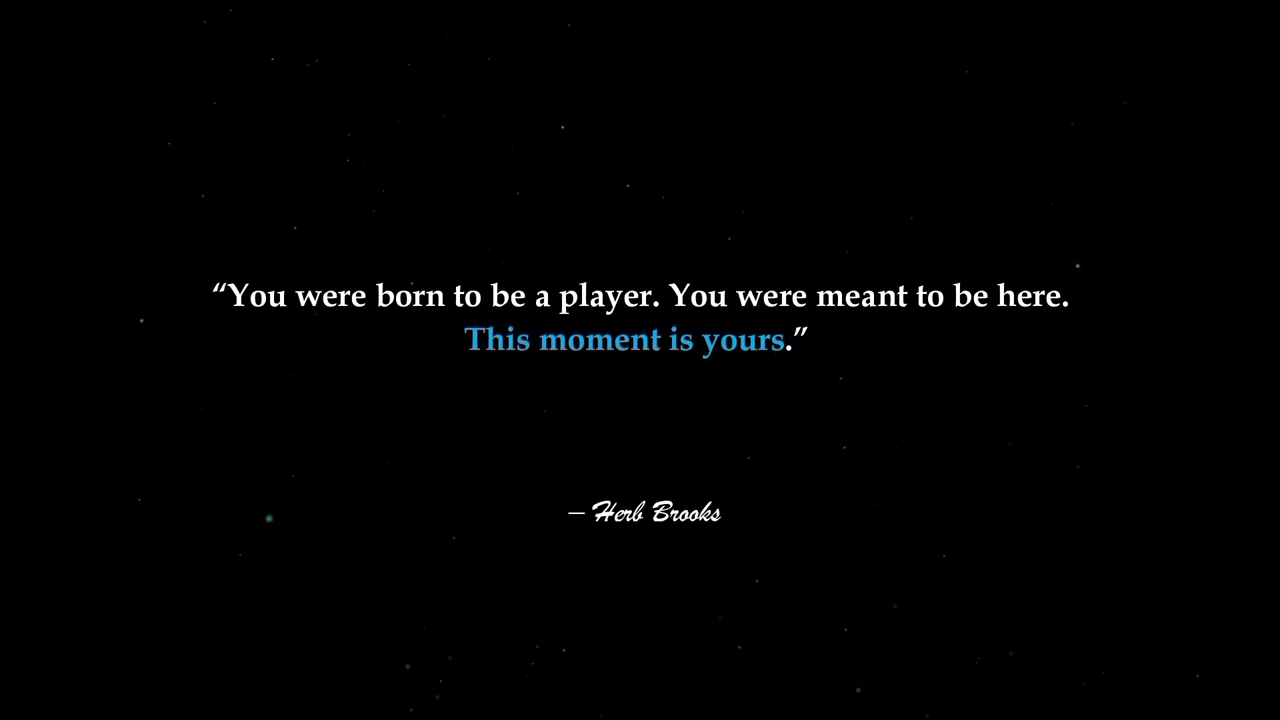 “You were born to be a player. You were meant to be here.
This moment is yours.”
– Herb Brooks